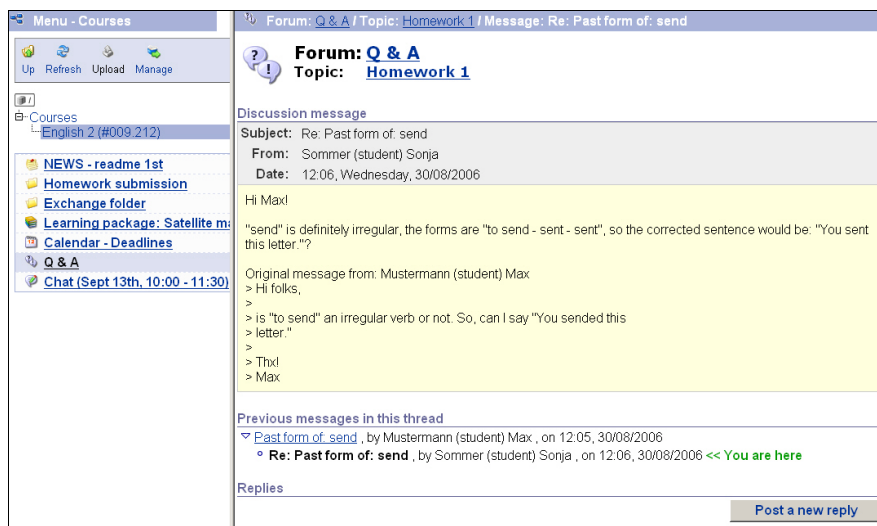 Menu - Courses
Up Refresh Upload Manage
/
Courses
English 2 (#009.212)
NEWS - readme 1st
Homework submission
Exchange folder
Learning package: Satellite
Calendar - Deadlines
Q & A
Chat (Sept 13th, 10:00 - 11:30)
Forum: Q & A / Topic: Homework 1 / Message: Re: Past form of: send
Forum: Q & A
Topic: Homework 1
Discussion message
Subject: Re: Past form of: send
From: Sommer (student) Sonja
Date: 12:06, Wednesday, 30/08/2006
Hi Max!
"send" is definitely irregular, the forms are "to send - sent - sent", so the corrected sentence would be: "You sent
this letter."?
Original message from: Mustermann (student) Max
> Hi folks,
>
> is "to send" an irregular verb or not. So, can I say "You sended this
> letter."
>
> Thx!
> Max
Previous messages in this thread
Past form of: send , by Mustermann (student) Max , on 12:05, 30/08/2006
Re: Past form of: send , by Sommer (student) Sonja , on 12:06, 30/08/2006 << You are here
Replies
Post a new reply